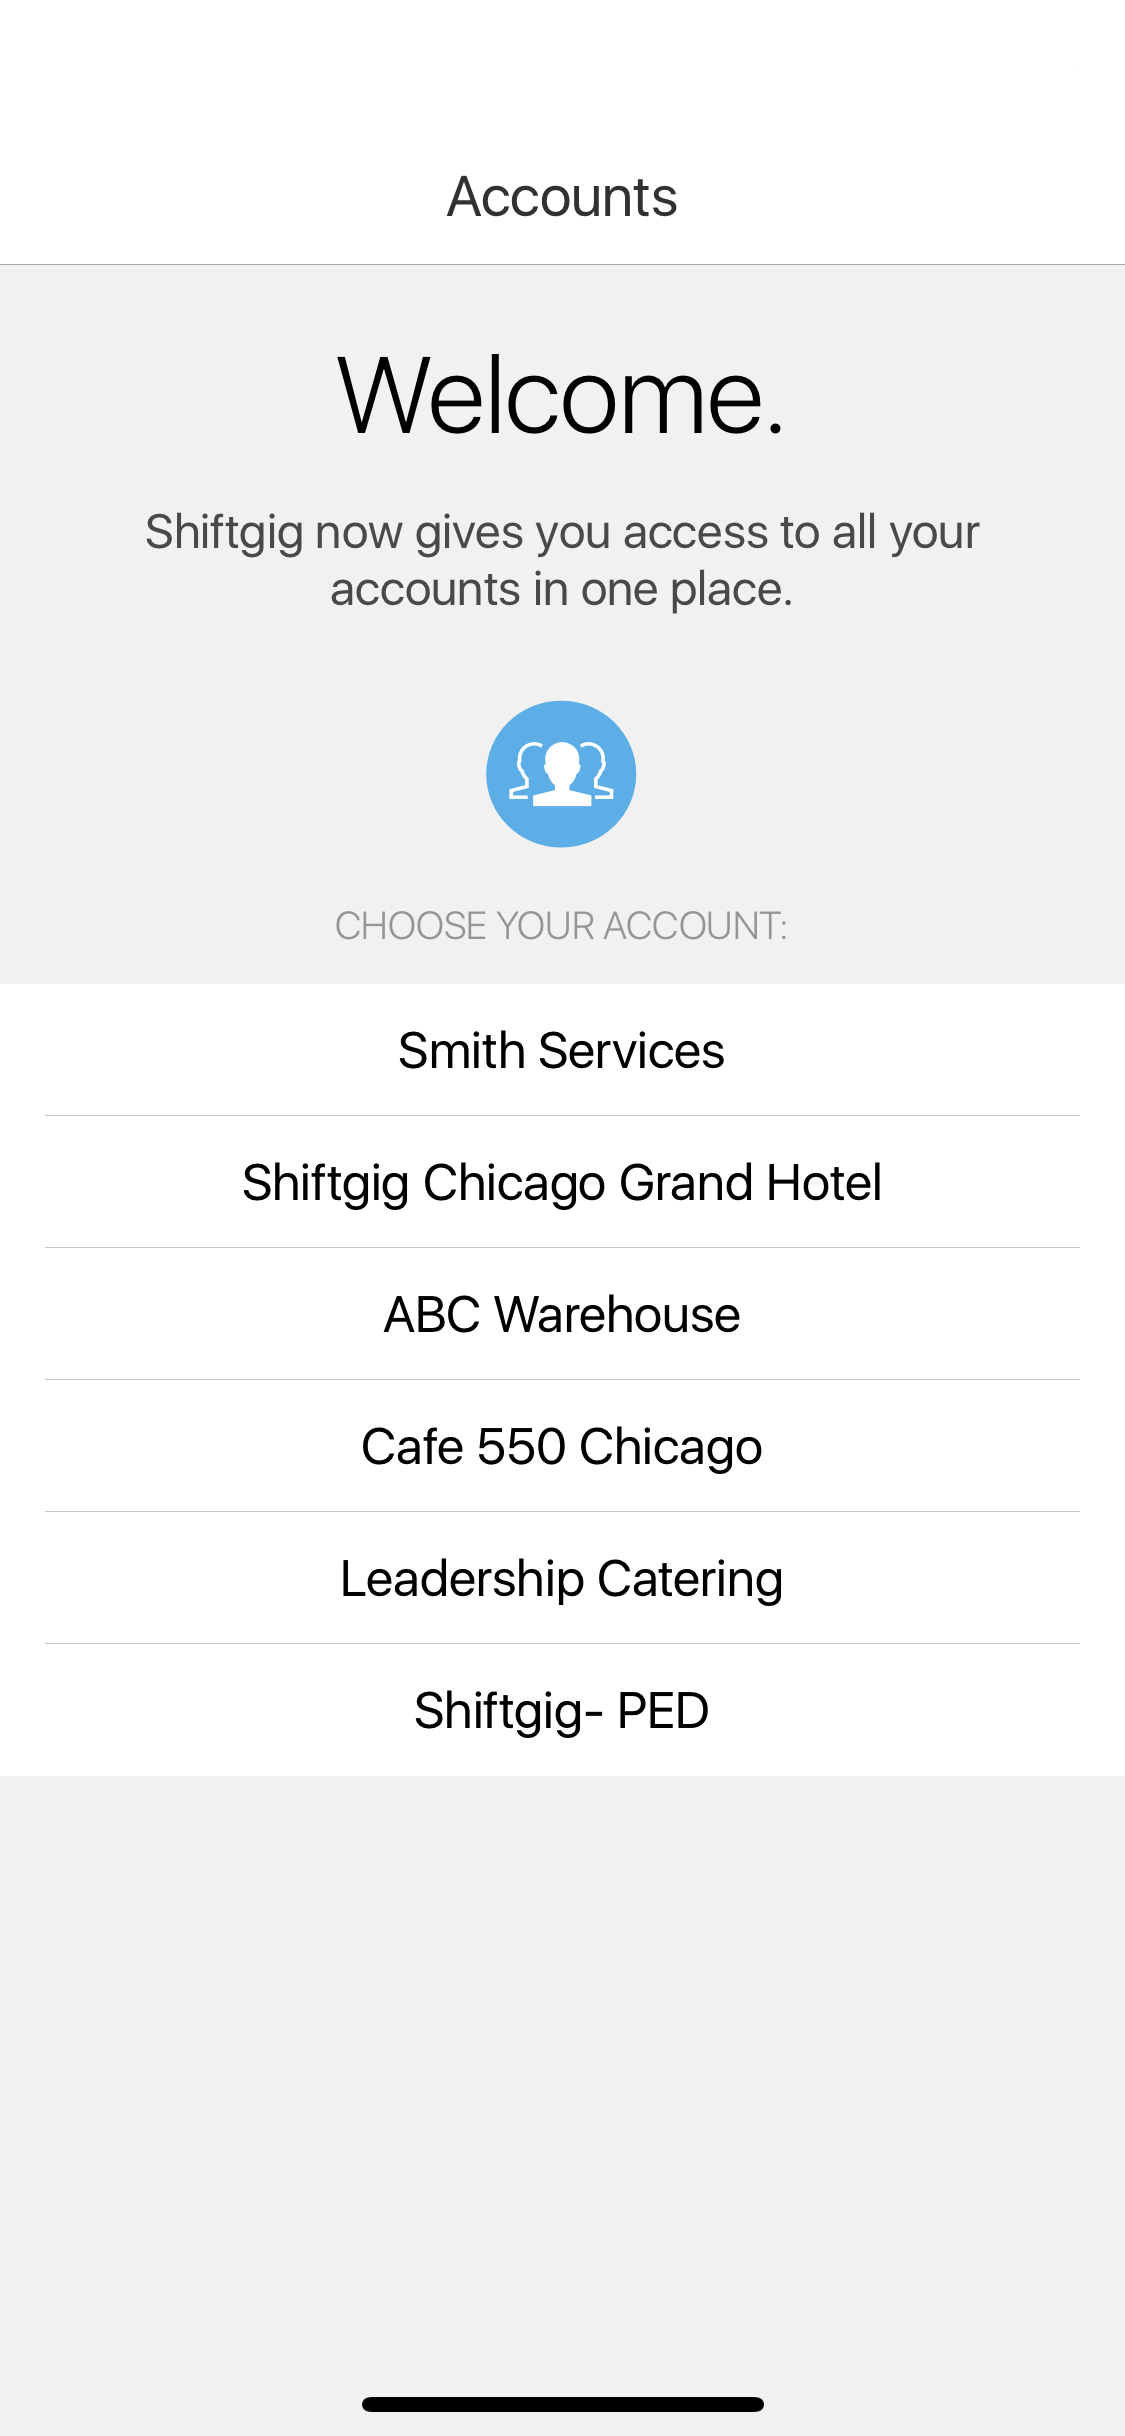 Accounts
Welcome.
Shiftgig now gives you access to all your
accounts in one place.
CHOOSE YOUR ACCOUNT:
Smith Services
Shiftgig Chicago Grand Hotel
ABC Warehouse
Cafe 550 Chicago
Leadership Catering
Shiftgig- PED